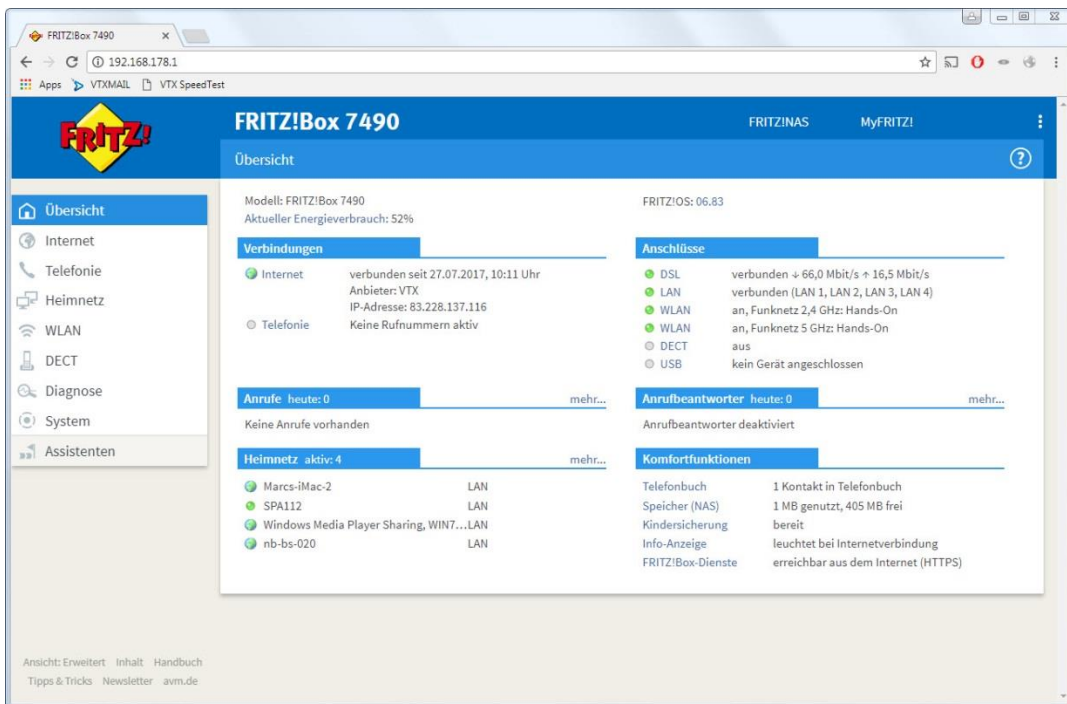 FRITZ!Box 7490
192.168.178.1
Apps VTXMAIL VTX SpeedTest
FRITZ!
FRITZ!Box 7490 FRITZ!NAS MyFRITZ!
Übersicht
Übersicht
Internet
Telefonie
Heimnetz
WLAN
DECT
Diagnose
System
Assistenten
Modell: FRITZ!Box 7490 FRITZ!OS: 06.83
Aktueller Energieverbrauch: 52%
Verbindungen
Internet verbunden seit 27.07.2017, 10:11 Uhr
Anbieter: VTX
IP-Adresse: 83.228.137.116
Telefonie Keine Rufnummern aktiv
Anschlüsse
DSL verbunden ↓ 66,0 Mbit/s ↑ 16,5 Mbit/s
LAN verbunden (LAN 1, LAN 2, LAN 3, LAN 4)
WLAN an, Funknetz 2,4 GHz: Hands-On
WLAN an, Funknetz 5 GHz: Hands-On
DECT aus
USB kein Gerät angeschlossen
Anrufe heute: 0 mehr...
Keine Anrufe vorhanden
Anrufbeantworter heute: 0 mehr...
Anrufbeantworter deaktiviert
Heimnetz aktiv: 4 mehr...
Marcs-iMac-2 LAN
SPA112 LAN
Windows Media Player Sharing, WIN7...LAN
nb-bs-020 LAN
Komfortfunktionen
Telefonbuch 1 Kontakt in Telefonbuch
Speicher (NAS) 1 MB genutzt, 405 MB frei
Kindersicherung bereit
Info-Anzeige leuchtet bei Internetverbindung
FRITZ!Box-Dienste erreichbar aus dem Internet (HTTPS)
Ansicht: Erweitert Inhalt Handbuch
Tipps & Tricks Newsletter avm.de